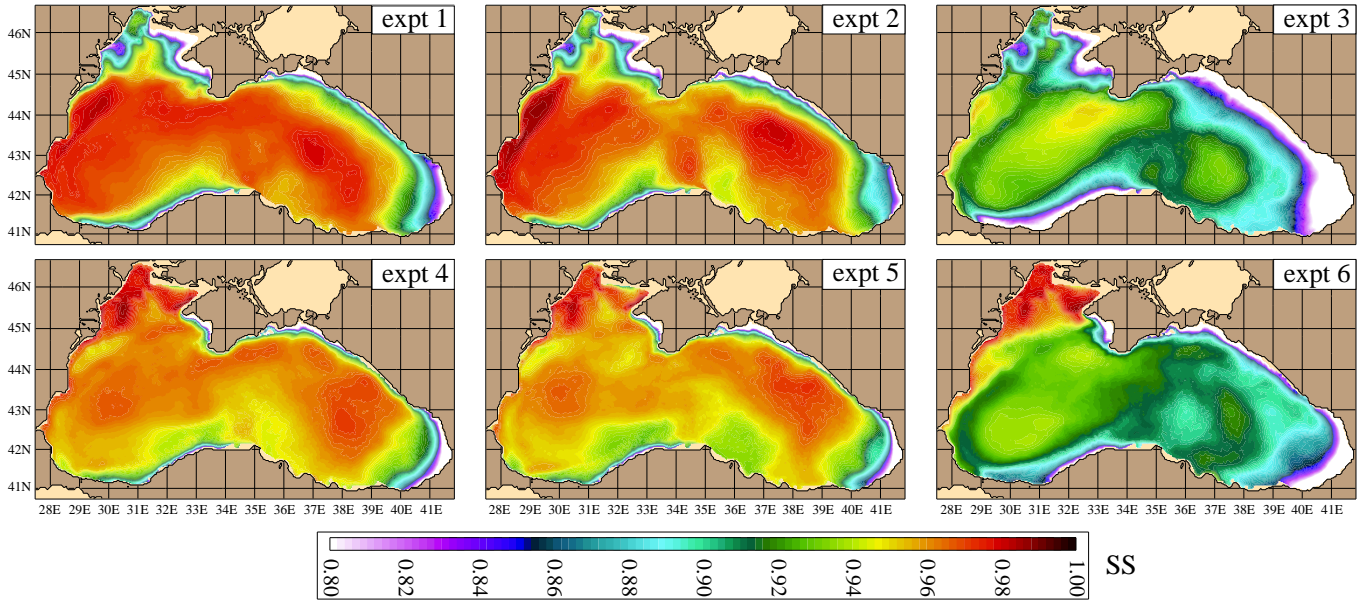 expt 1
expt 2
expt 3
46N
45N
44N
43N
42N
41N
expt 4
expt 5
expt 6
46N
45N
44N
43N
42N
41N
28E 29E 30E 31E 32E 33E 34E 35E 36E 37E 38E 39E 40E 41E
28E 29E 30E 31E 32E 33E 34E 35E 36E 37E 38E 39E 40E 41E
28E 29E 30E 31E 32E 33E 34E 35E 36E 37E 38E 39E 40E 41E
0.80 0.82 0.84 0.86 0.88 0.90 0.92 0.94 0.96 0.98 1.00
SS